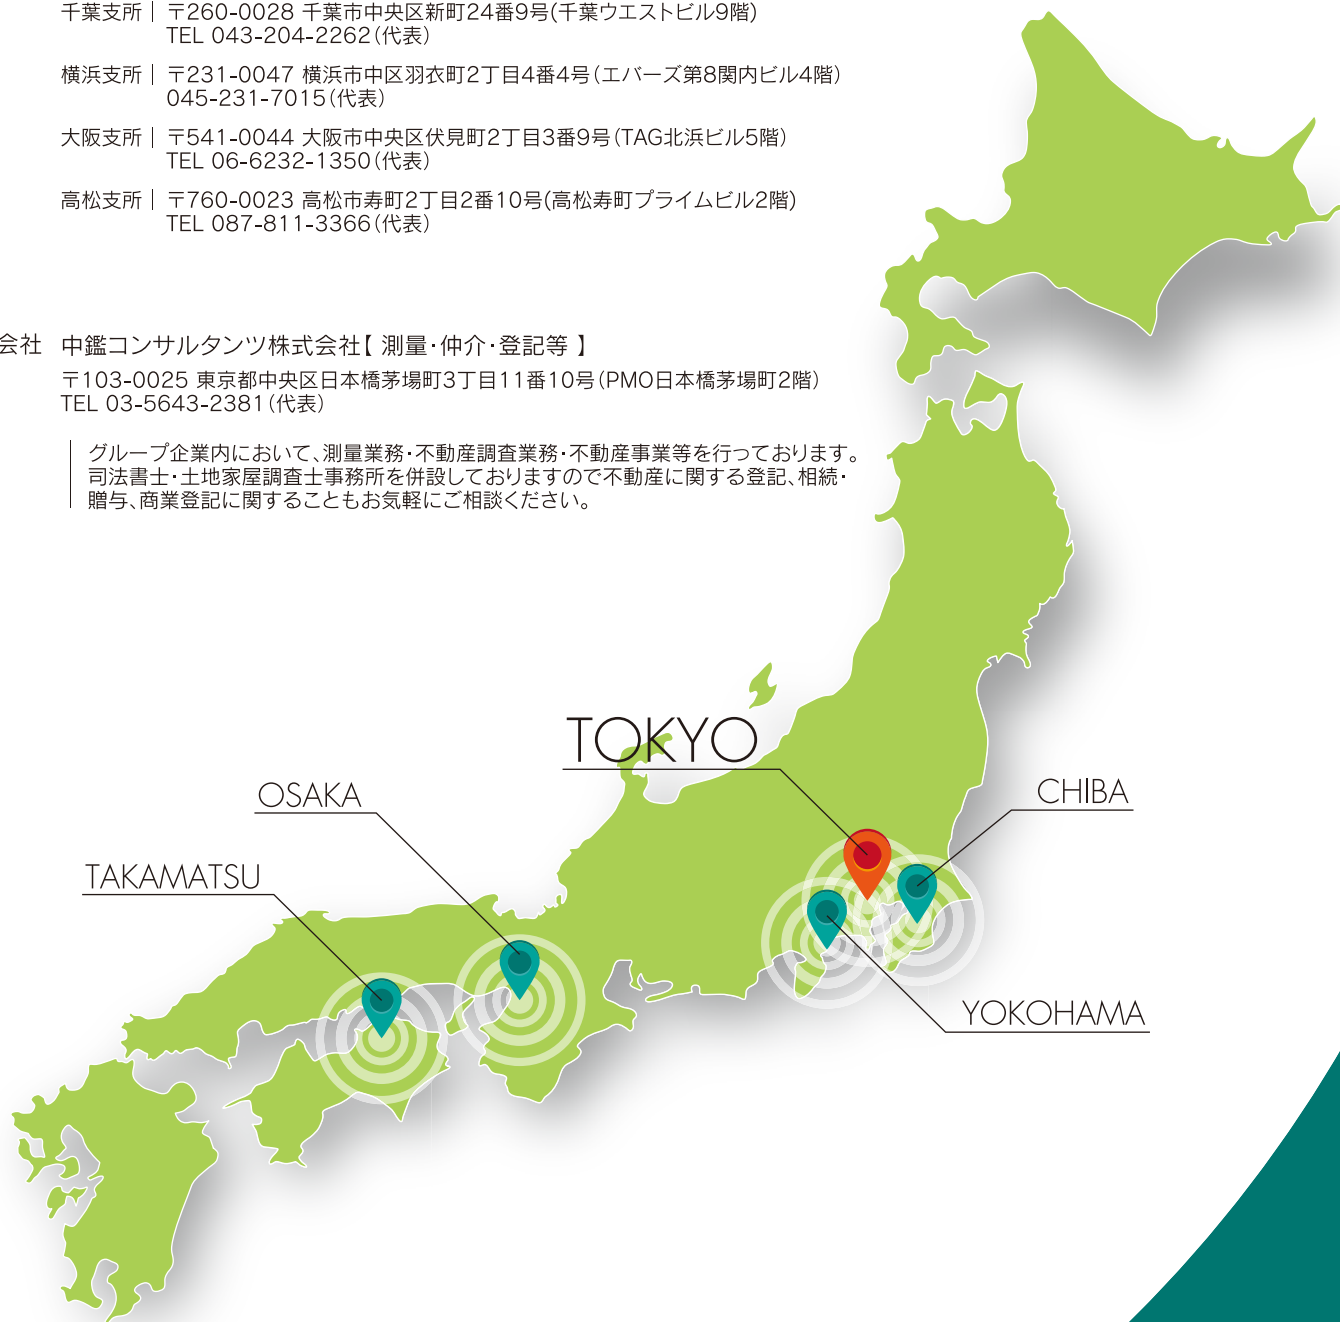 千葉支所｜〒260-0028 千葉市中央区新町24番9号(千葉ウエストビル9階)
TEL 043-204-2262(代表)
横浜支所｜〒231-0047 横浜市中区羽衣町2丁目4番4号(エバーズ第8関内ビル4階)
045-231-7015(代表)
大阪支所｜〒541-0044 大阪市中央区伏見町2丁目3番9号(TAG北浜ビル5階)
TEL 06-6232-1350(代表)
高松支所｜〒760-0023 高松市寿町2丁目2番10号(高松寿町プライムビル2階)
TEL 087-811-3366(代表)
会社 中鑑コンサルタンツ株式会社【 測量・仲介・登記等 】
〒103-0025 東京都中央区日本橋茅場町3丁目11番10号(PMO日本橋茅場町2階)
TEL 03-5643-2381(代表)
グループ企業内において、測量業務・不動産調査業務・不動産事業等を行っております。
司法書士・土地家屋調査士事務所を併設しておりますので不動産に関する登記、相続・
贈与、商業登記に関することもお気軽にご相談ください。
TOKYO
OSAKA
CHIBA
TAKAMATSU
YOKOHAMA